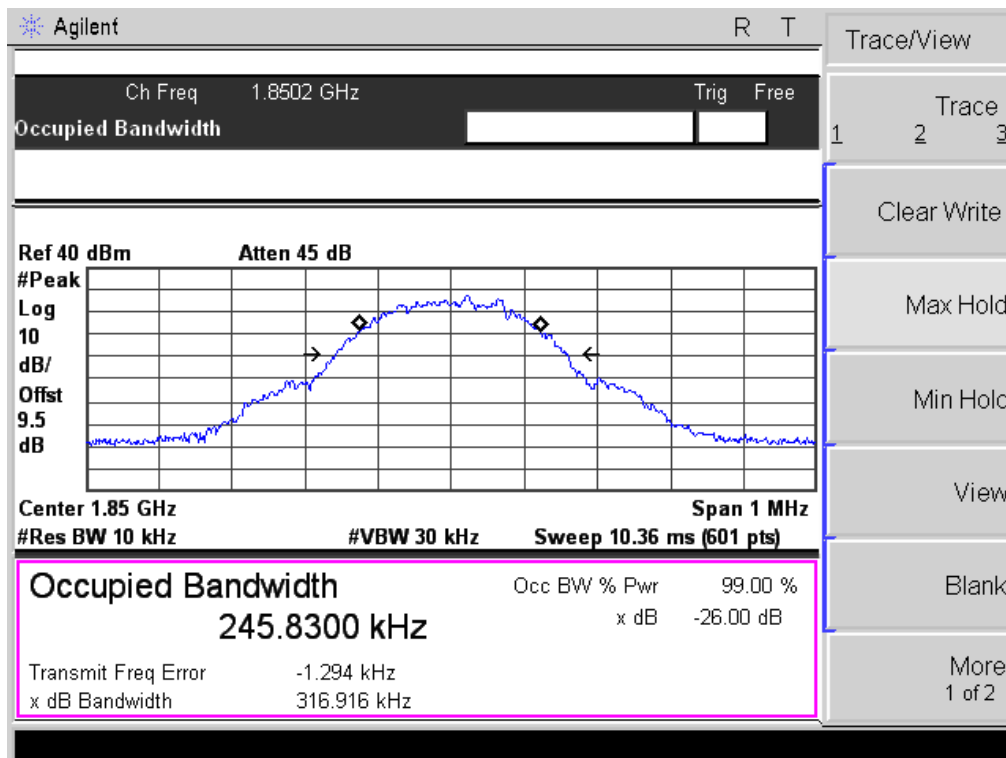 Agilent R T
Trace/View
Ch Freq 1.8502 GHz Trig Free
Occupied Bandwidth
Trace
1 2 3
Clear Write
Max Hold
Min Hold
View
Blank
More
1 of 2
Ref 40 dBm Atten 45 dB
#Peak
Log
10
dB/
Offst
9.5
dB
Center 1.85 GHz Span 1 MHz
#Res BW 10 kHz #VBW 30 kHz Sweep 10.36 ms (601 pts)
Occupied Bandwidth Occ BW % Pwr 99.00 %
245.8300 kHz x dB -26.00 dB
Transmit Freq Error -1.294 kHz
x dB Bandwidth 316.916 kHz